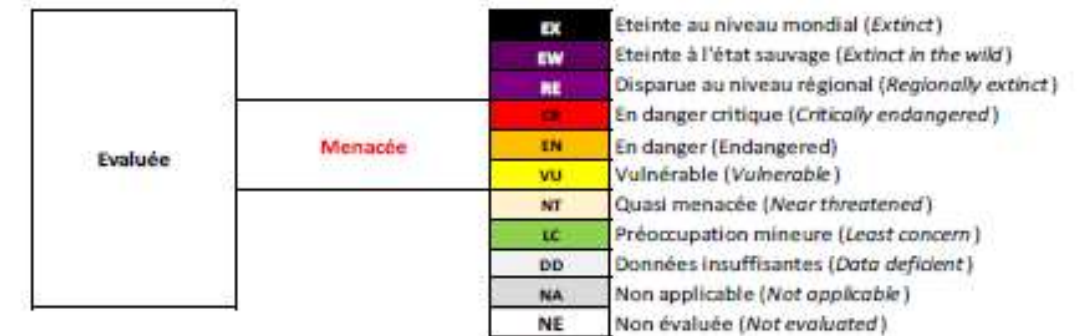 EX Eteinte au niveau mondial (Extinct)
EW Eteinte à l'état sauvage (Extinct in the wild)
RE Disparue au niveau régional (Regionally extinct)
CR En danger critique (Critically endangered)
Evaluée
Menacée
EN En danger (Endangered)
VU Vulnérable (Vulnerable)
NT Quasi menacée (Near threatened)
LC Préoccupation mineure (Least concern)
DD Données insuffisantes (Data deficient)
NA Non applicable (Not applicable)
NE Non évaluée (Not evaluated)